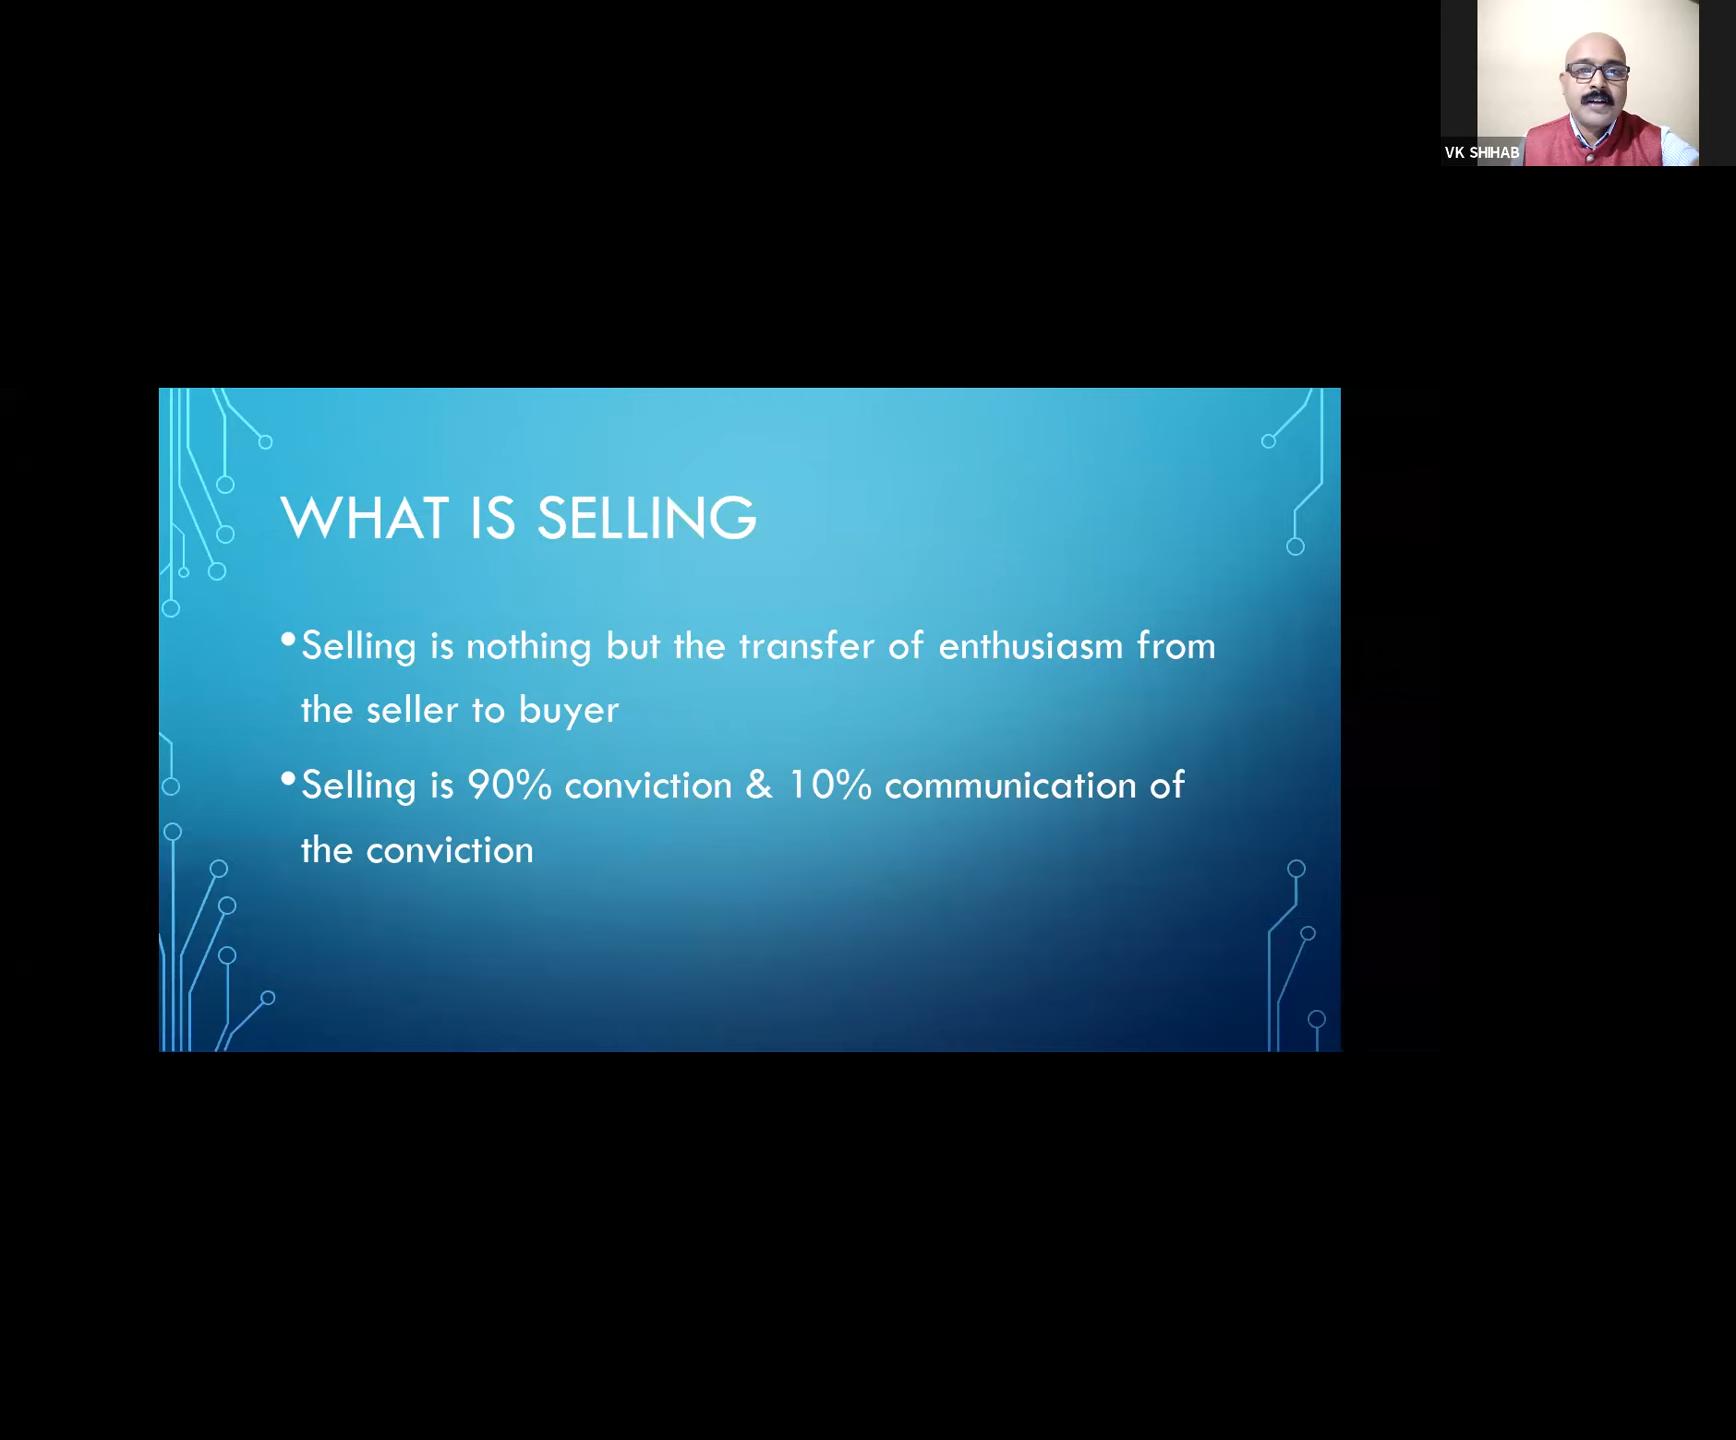 VK SHIHAB
WHAT IS SELLING
•Selling is nothing but the transfer of enthusiasm from
the seller to buyer
•Selling is 90% conviction & 10% communication of
the conviction